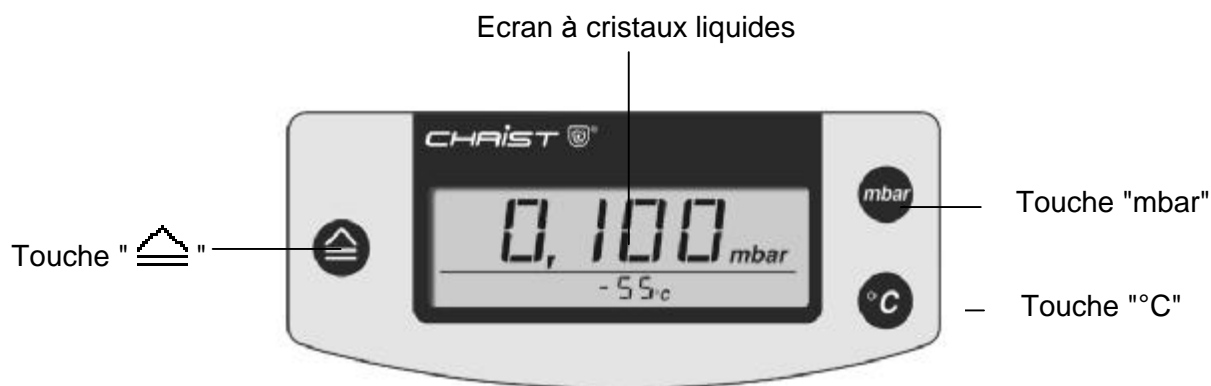 Ecran à cristaux liquides
CHRIST
mbar
0,100 mbar
Touche "mbar"
Touche " "
-55°C
°C
Touche "°C"